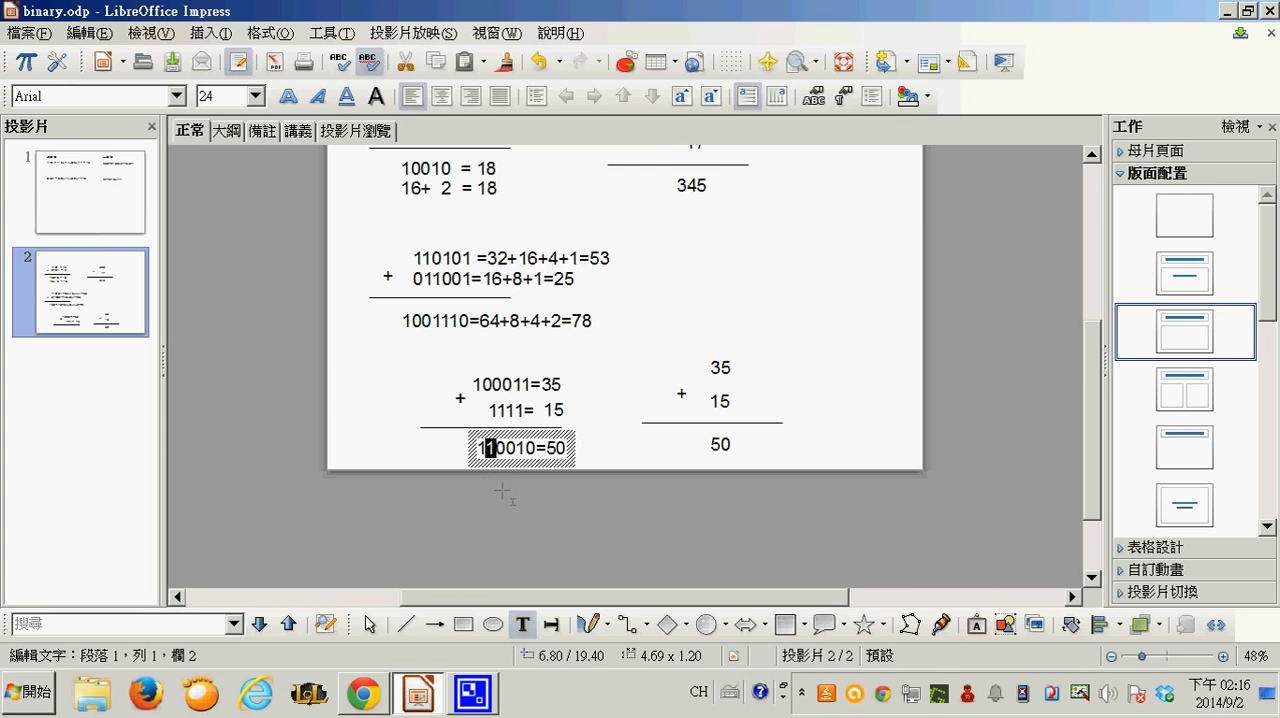 binary.odp - LibreOffice Impress
檔案(F) 編輯(E) 檢視(V) 插入(I) 格式(O) 工具(T) 投影片放映(S) 視窗(W) 說明(H)
Arial 24
投影片
正常 大綱 備註 講義 投影片瀏覽
工作 檢視
母片頁面
版面配置
1
2
10010 = 18
16+ 2 = 18
345
110101 =32+16+4+1=53
+
011001=16+8+1=25
1001110=64+8+4+2=78
35
100011=35
+
+
1111= 15
15
110010=50
50
表格設計
自訂動畫
投影片切換
搜尋
編輯文字：段落 1，列 1，欄 2
6.80 / 19.40
4.69 x 1.20
投影片 2 / 2
預設
48%
開始
CH
下午 02:16
2014/9/2